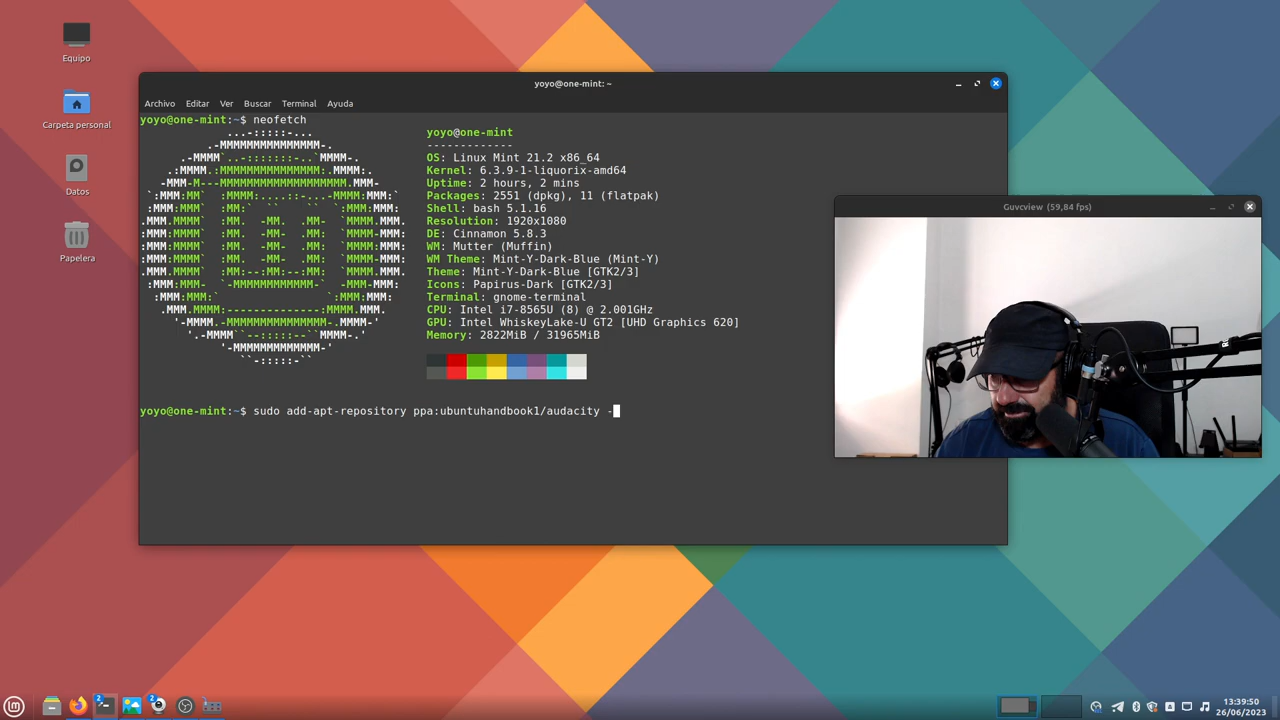 Equipo
Carpeta personal
Datos
Papelera
yoyo@one-mint: ~
Archivo Editar Ver Buscar Terminal Ayuda
yoyo@one-mint:~$ neofetch
yoyo@one-mint
-------------
OS: Linux Mint 21.2 x86_64
Kernel: 6.3.9-1-liquorix-amd64
Uptime: 2 hours, 2 mins
Packages: 2551 (dpkg), 11 (flatpak)
Shell: bash 5.1.16
Resolution: 1920x1080
DE: Cinnamon 5.8.3
WM: Mutter (Muffin)
WM Theme: Mint-Y-Dark-Blue (Mint-Y)
Theme: Mint-Y-Dark-Blue [GTK2/3]
Icons: Papirus-Dark [GTK2/3]
Terminal: gnome-terminal
CPU: Intel i7-8565U (8) @ 2.001GHz
GPU: Intel WhiskeyLake-U GT2 [UHD Graphics 620]
Memory: 2822MiB / 31965MiB
yoyo@one-mint:~$ sudo add-apt-repository ppa:ubuntuhandbook1/audacity -
Guvcview (59,84 fps)
2
2
13:39:50
26/06/2023